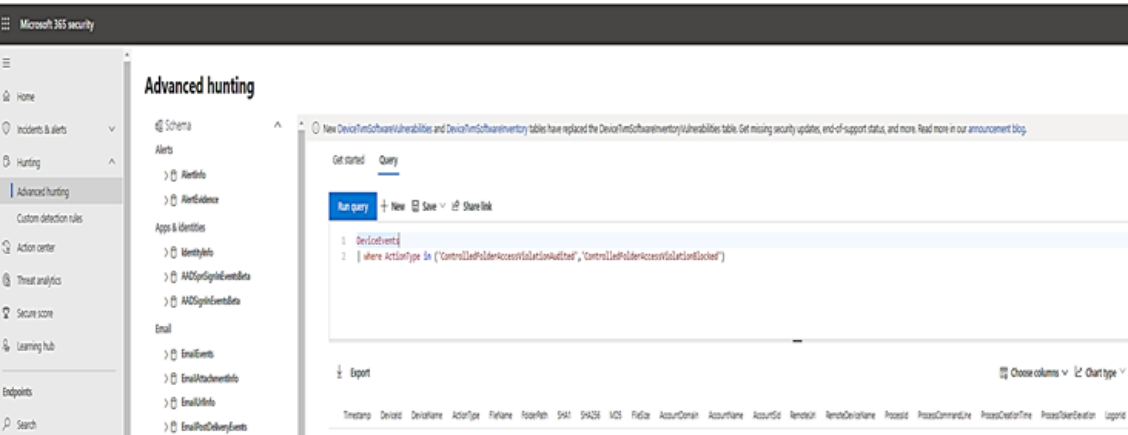 Microsoft 365 security
Home
Incidents & alerts
Hunting
Advanced hunting
Custom detection rules
Action center
Threat analytics
Secure score
Learning hub
Endpoints
Search
Advanced hunting
Schema
Alerts
AlertInfo
AlertEvidence
Apps & identities
IdentityInfo
AADSpnSignInEventsBeta
AADSignInEventsBeta
Email
EmailEvents
EmailAttachmentInfo
EmailUrlInfo
EmailPostDeliveryEvents
New DeviceTvmSoftwareVulnerabilities and DeviceTvmSoftwareInventory tables have replaced the DeviceTvmSoftwareInventoryVulnerabilities table. Get missing security updates, end-of-support status, and more. Read more in our announcement blog.
Get started Query
Run query New Save Share link
1 DeviceEvents
2 | where ActionType in ('ControlledFolderAccessViolationAudited','ControlledFolderAccessViolationBlocked')
Export Choose columns Chart type
Timestamp DeviceId DeviceName ActionType FileName FolderPath SHA1 SHA256 MD5 FileSize AccountDomain AccountName AccountSid RemoteUrl RemoteDeviceName ProcessId ProcessCommandLine ProcessCreationTime ProcessTokenElevation LogonId